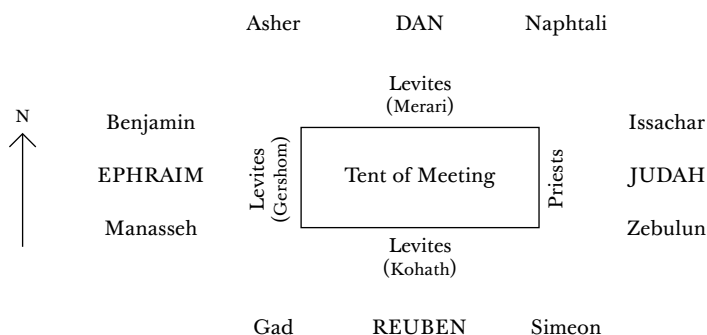 Asher DAN Naphtali
Levites
(Merari)
N
Benjamin Issachar
EPHRAIM Levites
(Gershom) Tent of Meeting Priests JUDAH
Manasseh Zebulun
Levites
(Kohath)
Gad REUBEN Simeon